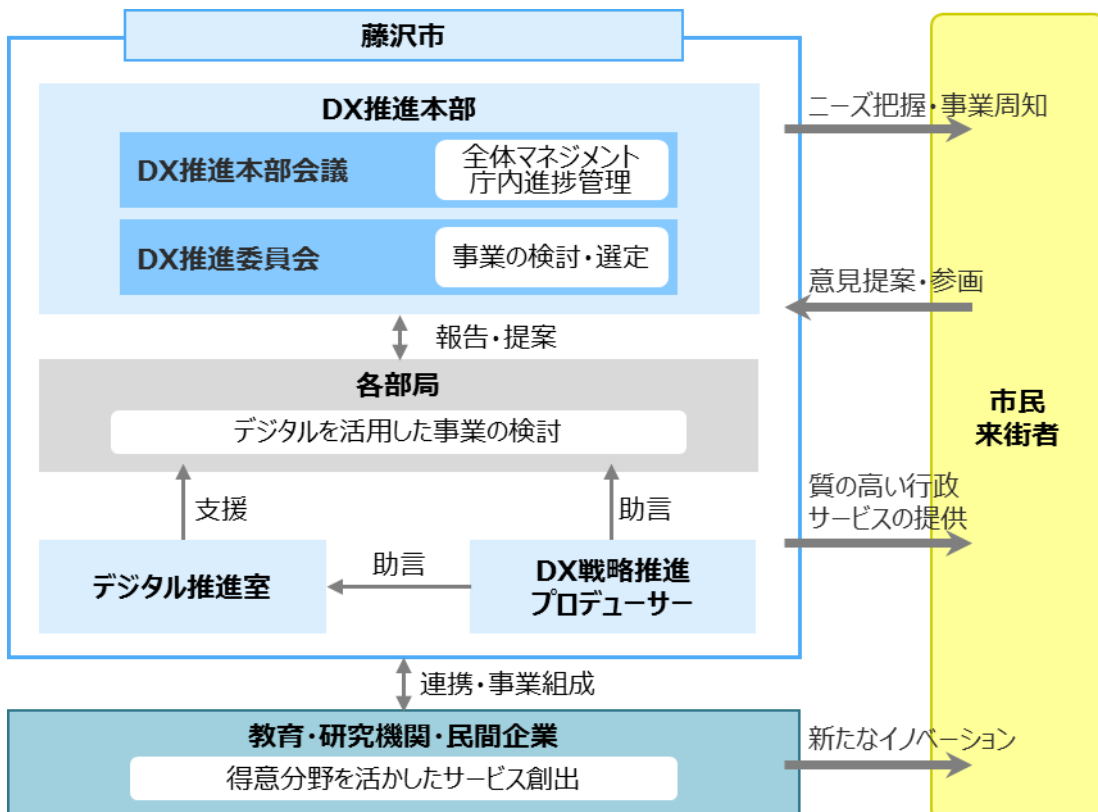 藤沢市
DX推進本部
DX推進本部会議
全体マネジメント
庁内進捗管理
DX推進委員会
事業の検討・選定
報告・提案
各部局
デジタルを活用した事業の検討
支援
助言
デジタル推進室
助言
DX戦略推進
プロデューサー
連携・事業組成
教育・研究機関・民間企業
得意分野を活かしたサービス創出
ニーズ把握・事業周知
意見提案・参画
質の高い行政
サービスの提供
新たなイノベーション
市民
来街者